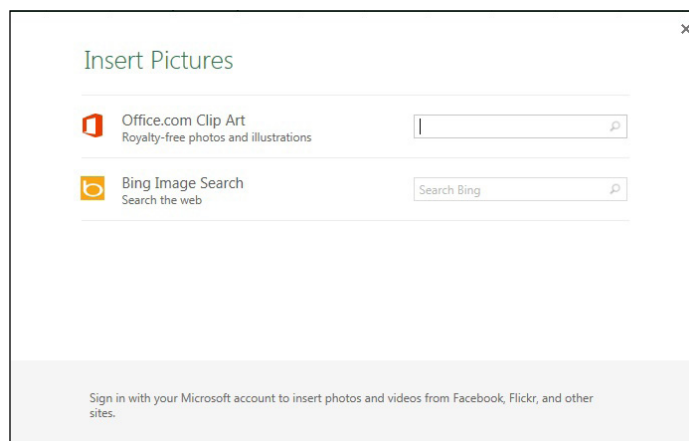 Insert Pictures
Office.com Clip Art
Royalty-free photos and illustrations
Bing Image Search
Search the web
Search Bing
Sign in with your Microsoft account to insert photos and videos from Facebook, Flickr, and other
sites.